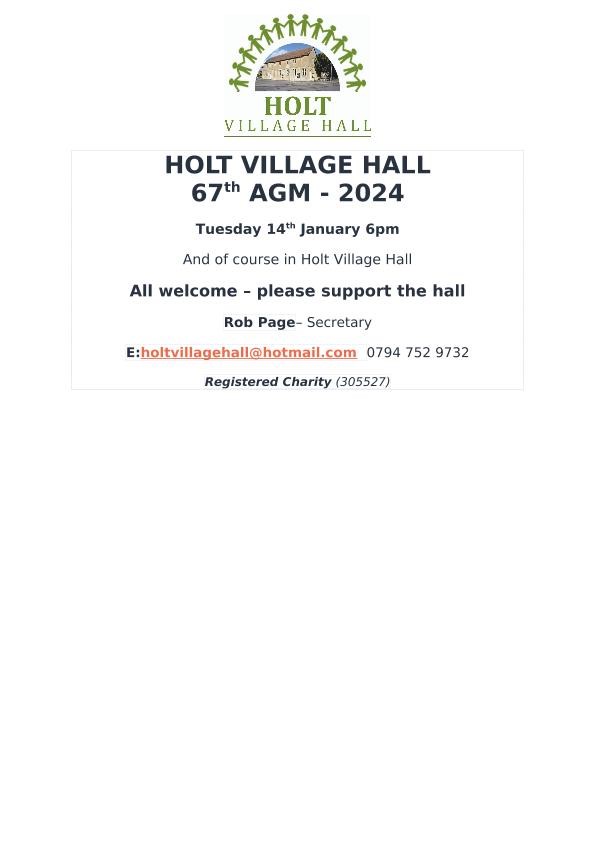 HOLT
VILLAGE HALL
HOLT VILLAGE HALL
67th AGM - 2024
Tuesday 14th January 6pm
And of course in Holt Village Hall
All welcome – please support the hall
Rob Page– Secretary
E:holtvillagehall@hotmail.com 0794 752 9732
Registered Charity (305527)